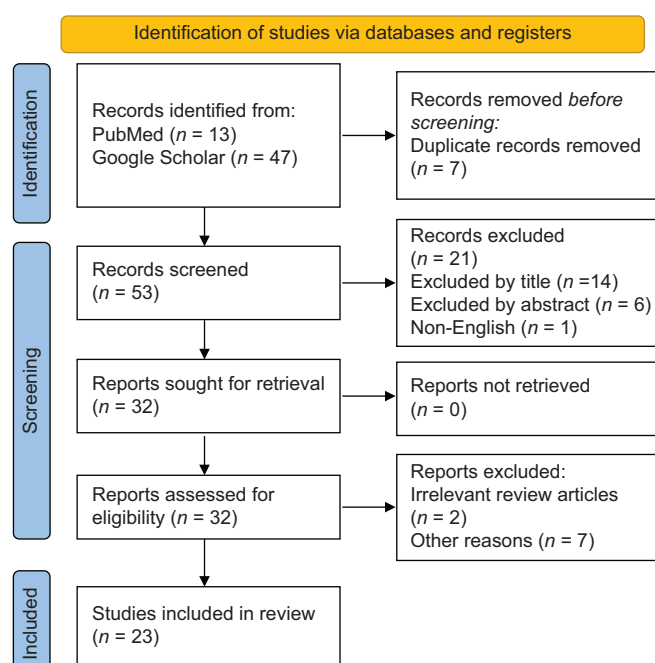 Identification of studies via databases and registers
Identification
Records identified from:
PubMed (n = 13)
Google Scholar (n = 47)
Records removed before
screening:
Duplicate records removed
(n = 7)
Screening
Records screened
(n = 53)
Records excluded
(n = 21)
Excluded by title (n =14)
Excluded by abstract (n = 6)
Non-English (n = 1)
Reports sought for retrieval
(n = 32)
Reports not retrieved
(n = 0)
Reports assessed for
eligibility (n = 32)
Reports excluded:
Irrelevant review articles
(n = 2)
Other reasons (n = 7)
Included
Studies included in review
(n = 23)